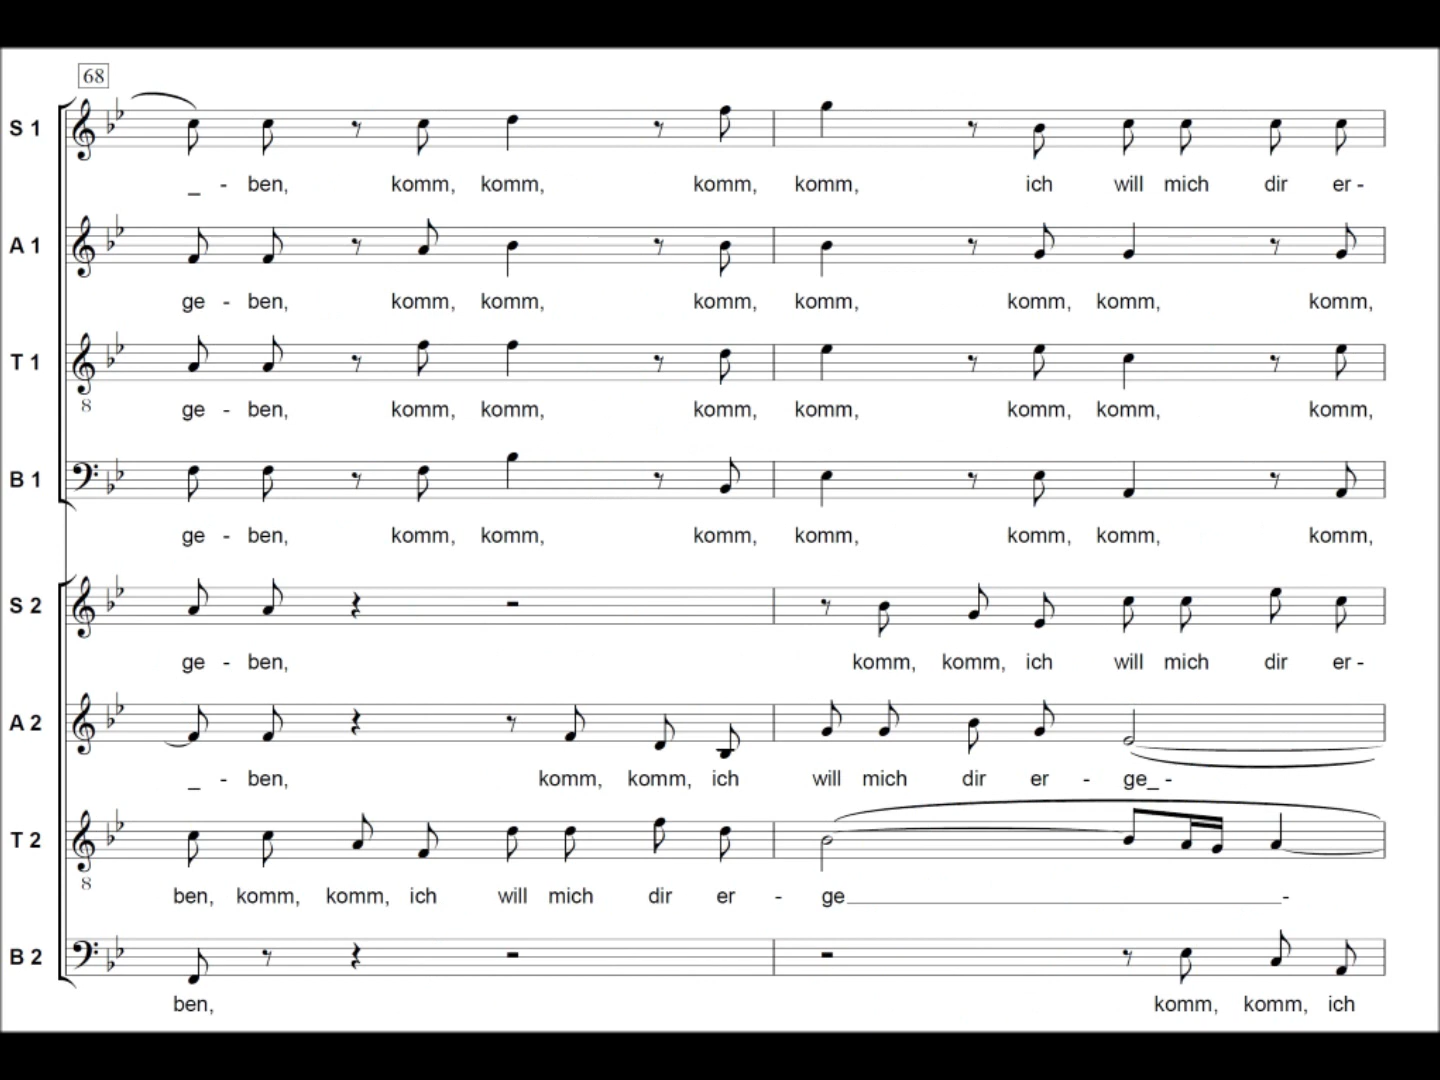 68
S 1
_ - ben, komm, komm, komm, komm, ich will mich dir er -
A 1
ge - ben, komm, komm, komm, komm, komm, komm, komm,
T 1
8
ge - ben, komm, komm, komm, komm, komm, komm, komm,
B 1
ge - ben, komm, komm, komm, komm, komm, komm, komm,
S 2
ge - ben, komm, komm, ich will mich dir er -
A 2
_ - ben, komm, komm, ich will mich dir er - ge_ -
T 2
8
ben, komm, komm, ich will mich dir er - ge_ -
B 2
ben, komm, komm, ich